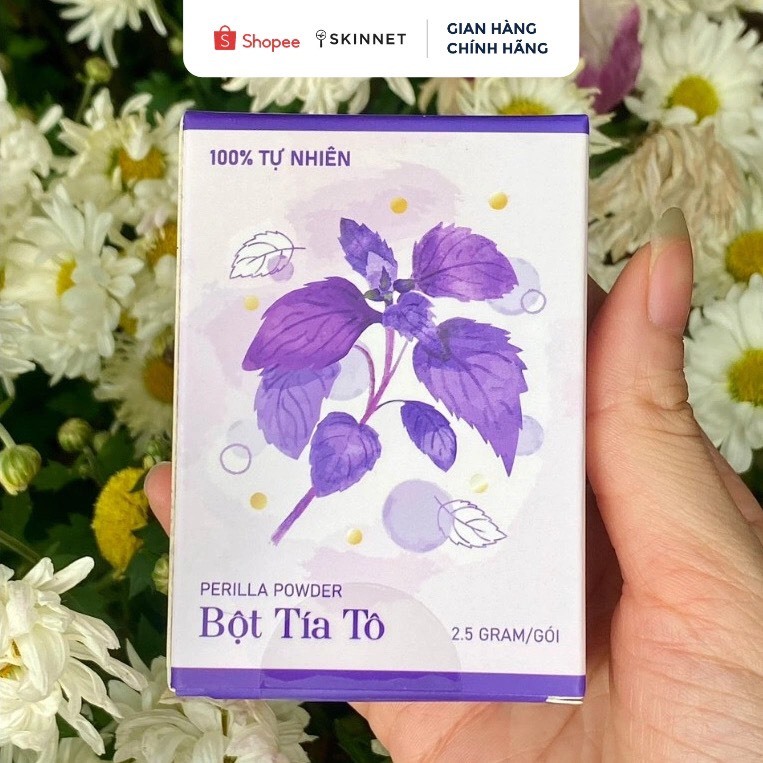 Shopee
SKINNET
GIAN HÀNG
CHÍNH HÃNG
100% TỰ NHIÊN
PERILLA POWDER
Bột Tía Tô
2.5 GRAM/GÓI